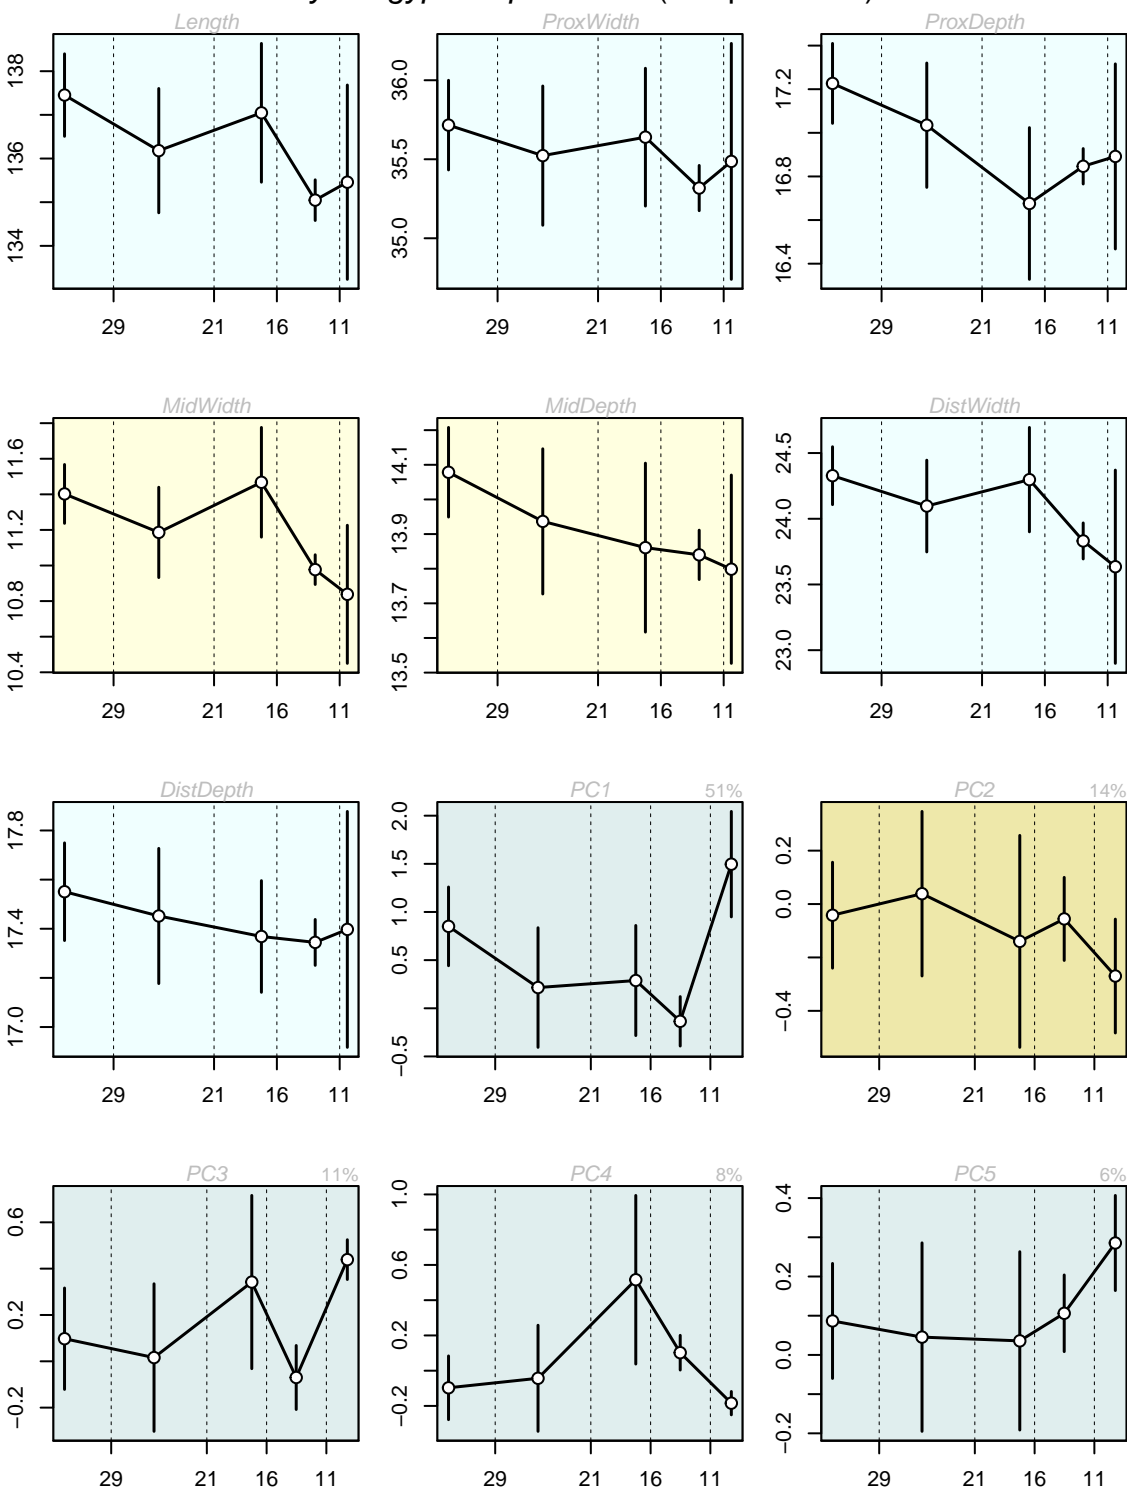 Length
134 136 138
29 21 16 11
ProxWidth
35.0 35.5 36.0
29 21 16 11
ProxDepth
16.4 16.8 17.2
29 21 16 11
MidWidth
10.4 10.8 11.2 11.6
29 21 16 11
MidDepth
13.5 13.7 13.9 14.1
29 21 16 11
DistWidth
23.0 23.5 24.0 24.5
29 21 16 11
DistDepth
17.0 17.4 17.8
29 21 16 11
PC1 51%
−0.5 0.5 1.0 1.5 2.0
29 21 16 11
PC2 14%
−0.4 0.0 0.2
29 21 16 11
PC3 11%
−0.2 0.2 0.6
29 21 16 11
PC4 8%
−0.2 0.2 0.6 1.0
29 21 16 11
PC5 6%
−0.2 0.0 0.2 0.4
29 21 16 11